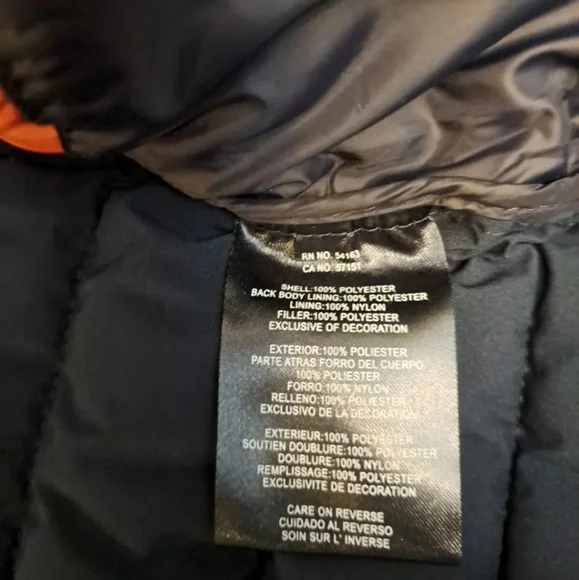 RN NO. 54163
CA NO. 57151
SHELL:100% POLYESTER
BACK BODY LINING:100% POLYESTER
LINING:100% NYLON
FILLER:100% POLYESTER
EXCLUSIVE OF DECORATION
EXTERIOR:100% POLIESTER
PARTE ATRAS FORRO DEL CUERPO:
100% POLIESTER
FORRO:100% NYLON
RELLENO:100% POLIESTER
EXCLUSIVO DE LA DECORATION
EXTERIEUR:100% POLYESTER
SOUTIEN DOUBLURE:100% POLYESTER
DOUBLURE:100% NYLON
REMPLISSAGE:100% POLYESTER
EXCLUSIVITE DE DECORATION
CARE ON REVERSE
CUIDADO AL REVERSO
SOIN SUR L' INVERSE